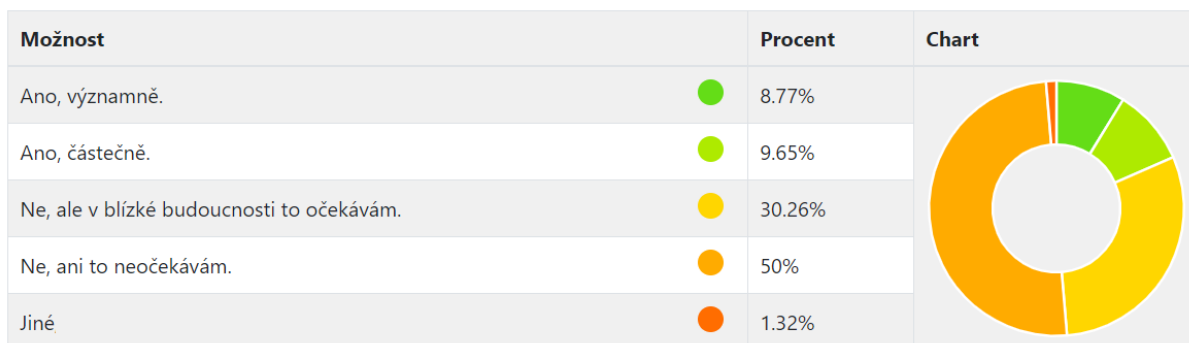 Možnost Procent Chart
Ano, významně. 8.77%
Ano, částečně. 9.65%
Ne, ale v blízké budoucnosti to očekávám. 30.26%
Ne, ani to neočekávám. 50%
Jiné 1.32%